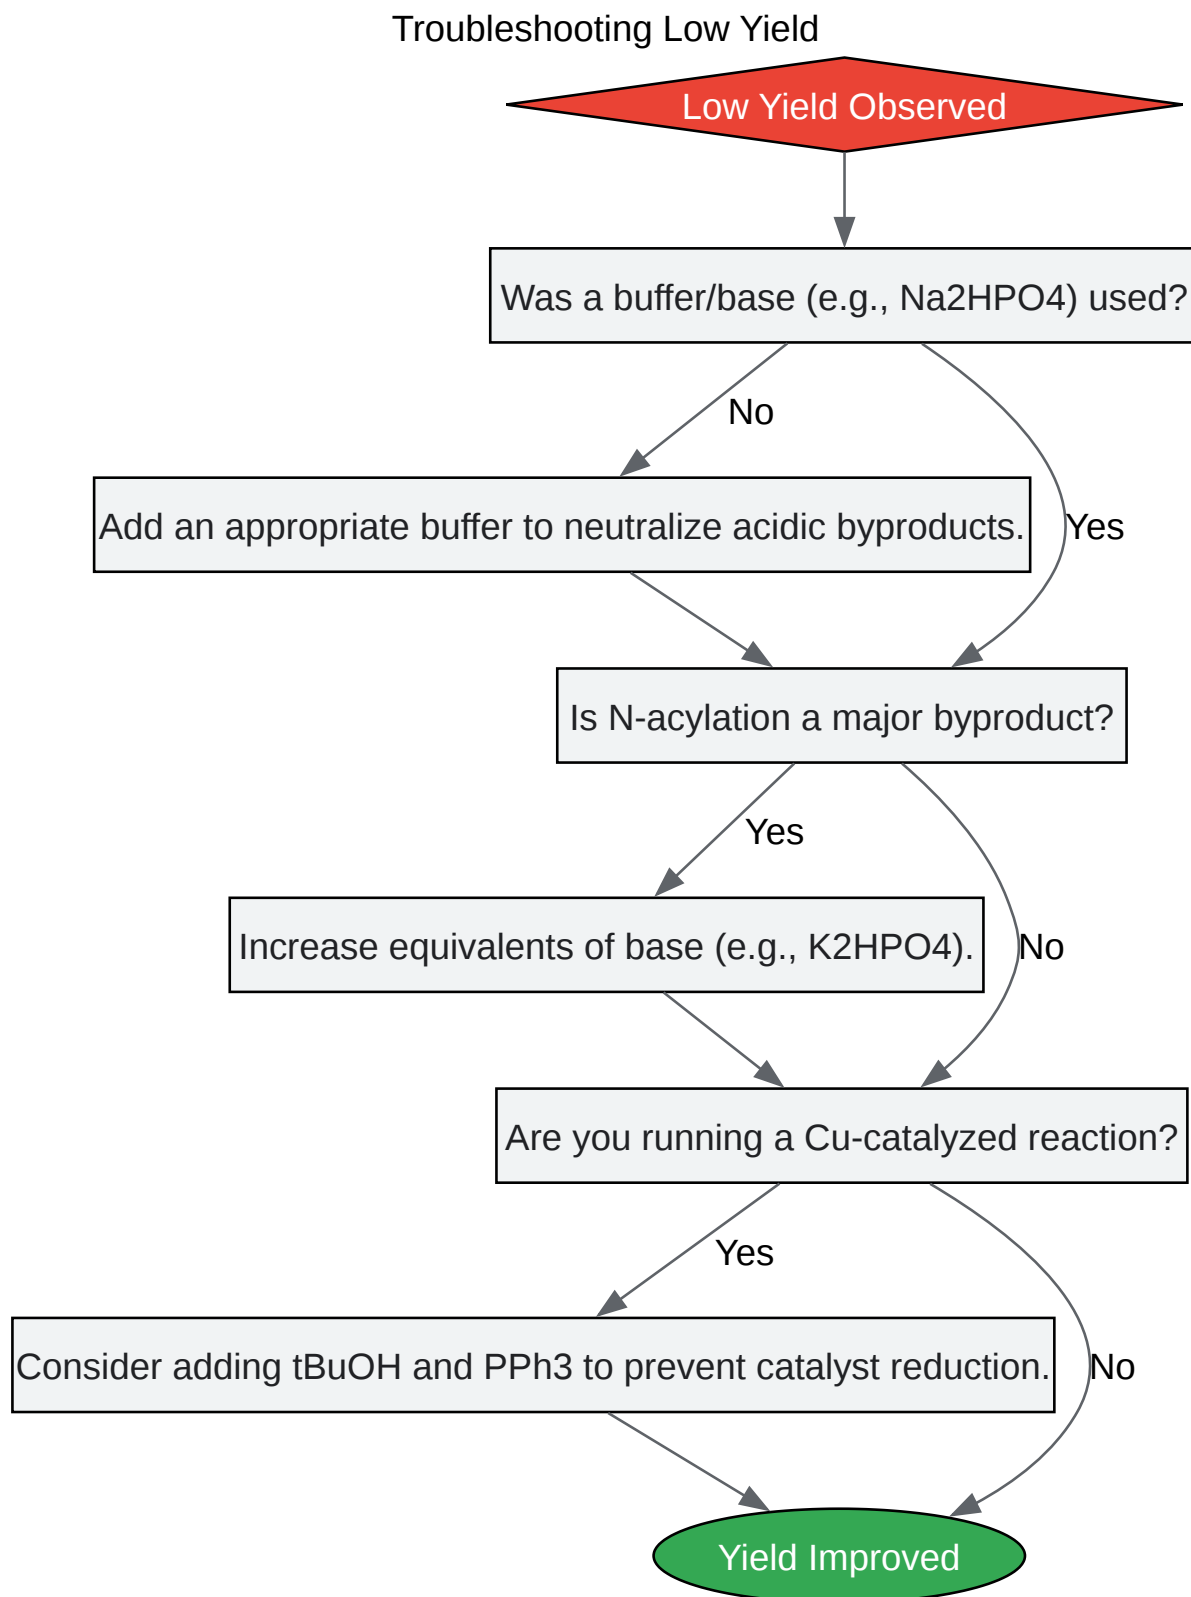 Troubleshooting Low Yield
Low Yield Observed
Was a buffer/base (e.g., Na2HPO4) used?
No
Add an appropriate buffer to neutralize acidic byproducts.
Yes
Is N-acylation a major byproduct?
Yes
Increase equivalents of base (e.g., K2HPO4).
No
Are you running a Cu-catalyzed reaction?
Yes
Consider adding tBuOH and PPh3 to prevent catalyst reduction.
No
Yield Improved